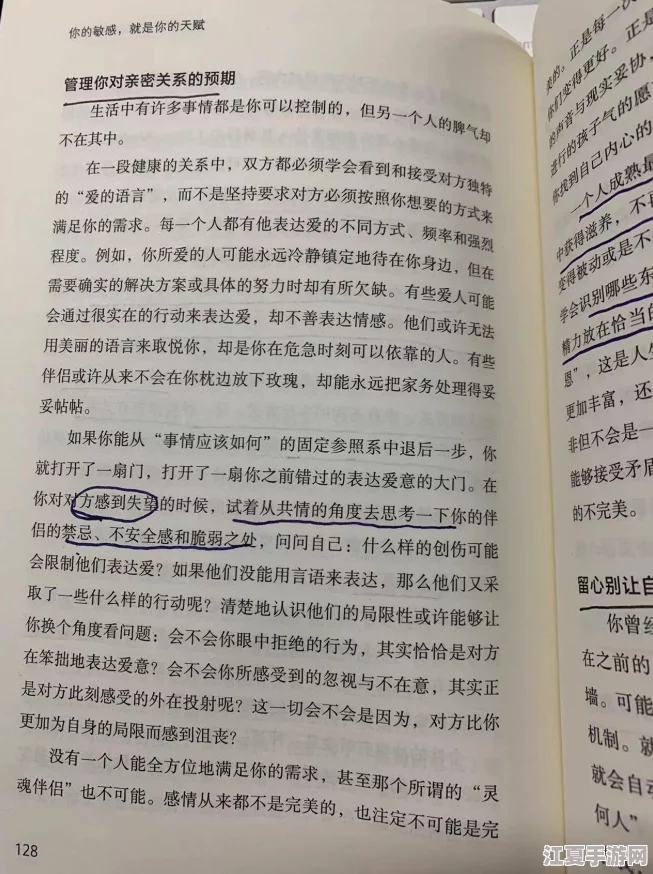 你的敏感，就是你的天赋
管理你对亲密关系的预期
生活中有许多事情都是你可以控制的，但另一个人的脾气却
不在其中。
在一段健康的关系中，双方都必须学会看到和接受对方独特
的“爱的语言”，而不是坚持要求对方必须按照你想要的方式来
满足你的需求。每一个人都有他表达爱的不同方式、频率和强烈
程度。例如，你所爱的人可能永远冷静镇定地待在你身边，但在
需要确实的解决方案或具体的努力时却有所欠缺。有些爱人可能
会通过很实在的行动来表达爱，却不善表达情感。他们或许无法
用美丽的语言来取悦你，却是你在危急时刻可以依靠的人。有些
伴侣或许从来不会在你枕边放下玫瑰，却能永远把家务处理得妥
妥帖帖。
如果你能从“事情应该如何”的固定参照系中退后一步，你
就打开了一扇门，打开了一扇你之前错过的表达爱意的大门。在
你对对方感到失望的时候，试着从共情的角度去思考一下你的伴
侣的禁忌、不安全感和脆弱之处，问问自己：什么样的创伤可能
会限制他们表达爱？如果他们没能用言语来表达，那么他们又采
取了一些什么样的行动呢？清楚地认识他们的局限性或许能够让
你换个角度看问题：会不会你眼中拒绝的行为，其实恰恰是对方
在笨拙地表达爱意？会不会你所感受到的忽视与不在意，其实正
是对方此刻感受的外在投射呢？这一切会不会是因为，对方比你
更加为自身的局限而感到沮丧？
没有一个人能全方位地满足你的需求，甚至那个所谓的“灵
魂伴侣”也不可能。感情从来都不是完美的，也注定不可能是完
128
美的。正是每一次
你们变得更好。正是
的声音与现实妥协，
进行的孩子气的愿
你找到自己内心的
一个人成熟最
中获得滋养，不再
变得被动或是不
学会识别哪些东
精力放在恰当的
恩”，这是人生
更加丰富，还
非但不会是一
能够接受矛盾
的不完美。
留心别让自
你曾经
在之前的
墙。可能
机制。就
就会自动
何人”
江夏手游网